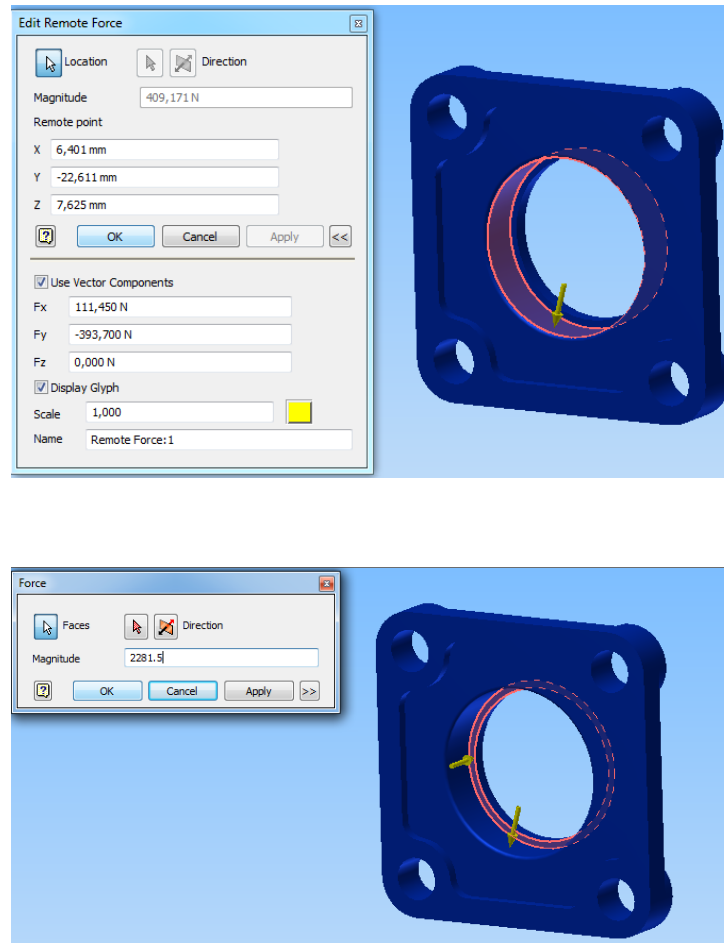 Edit Remote Force
Location Direction
Magnitude 409,171 N
Remote point
X 6,401 mm
Y -22,611 mm
Z 7,625 mm
? OK Cancel Apply <<
Use Vector Components
Fx 111,450 N
Fy -393,700 N
Fz 0,000 N
Display Glyph
Scale 1,000
Name Remote Force:1
Force
Faces Direction
Magnitude 2281.5
? OK Cancel Apply >>